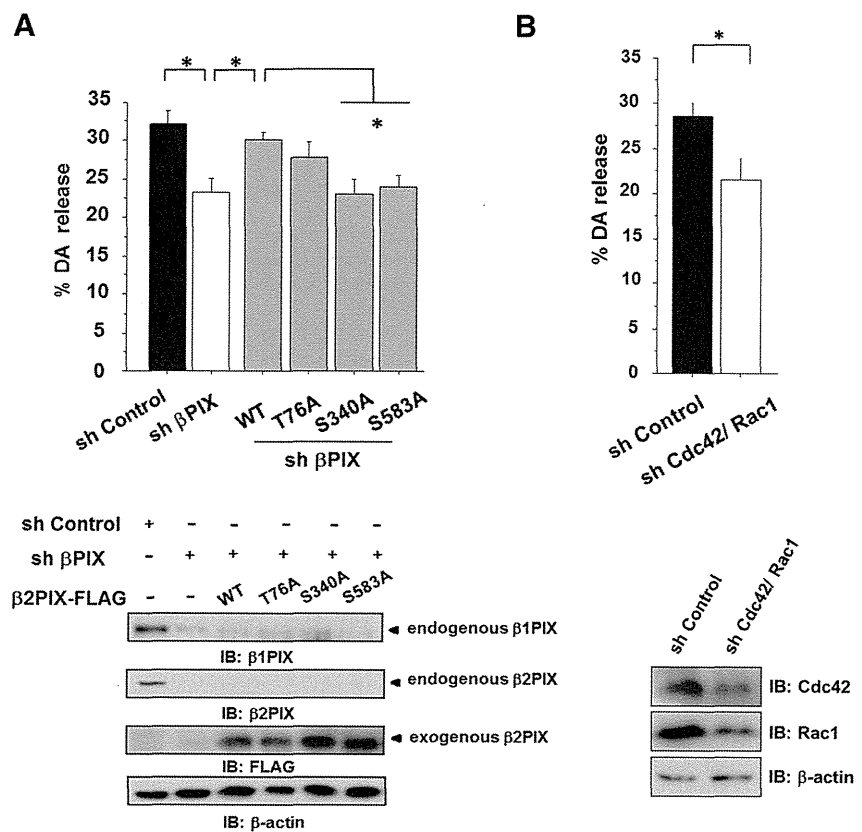 A
* *
*
35
30
25
20
15
10
5
0
% DA release
sh Control
sh βPIX
WT
T76A
S340A
S583A
sh βPIX
sh Control + - - - - -
sh βPIX - + + + + +
β2PIX-FLAG - - WT T76A S340A S583A
endogenous β1PIX
IB: β1PIX
endogenous β2PIX
IB: β2PIX
exogenous β2PIX
IB: FLAG
IB: β-actin
B
*
35
30
25
20
15
10
5
0
% DA release
sh Control
sh Cdc42/ Rac1
sh Control
sh Cdc42/ Rac1
IB: Cdc42
IB: Rac1
IB: β-actin